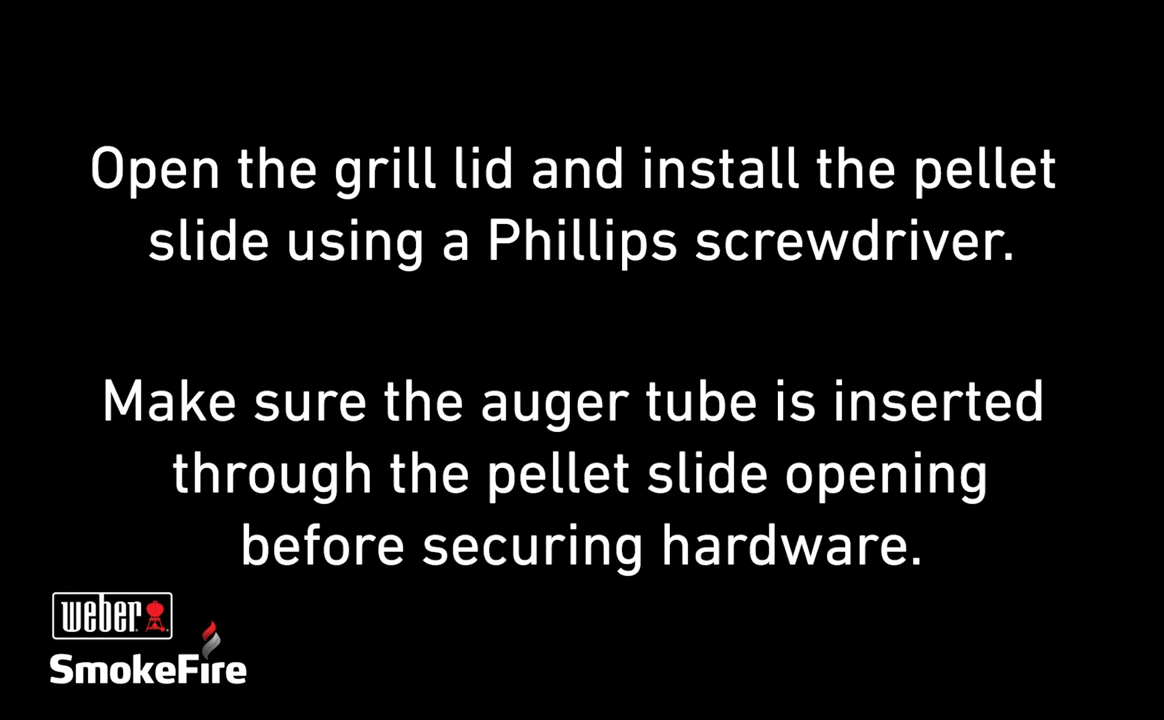 Open the grill lid and install the pellet
slide using a Phillips screwdriver.
Make sure the auger tube is inserted
through the pellet slide opening
before securing hardware.
weber
SmokeFire